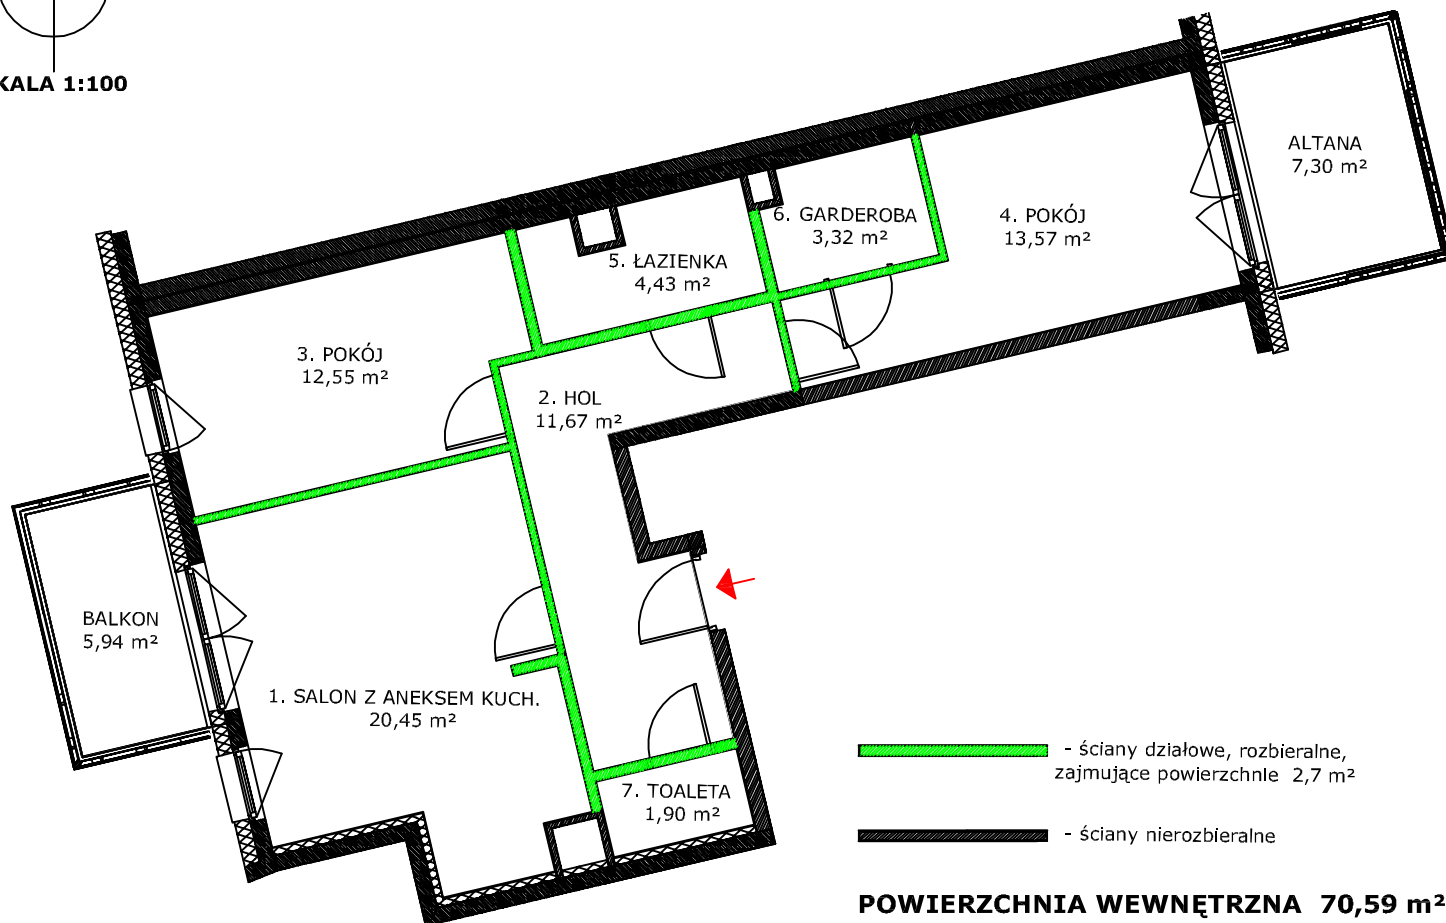 KALA 1:100
ALTANA
7,30 m²
6. GARDEROBA
3,32 m²
4. POKÓJ
13,57 m²
5. ŁAZIENKA
4,43 m²
3. POKÓJ
12,55 m²
2. HOL
11,67 m²
BALKON
5,94 m²
1. SALON Z ANEKSEM KUCH.
20,45 m²
7. TOALETA
1,90 m²
- ściany działowe, rozbieralne,
zajmujące powierzchnie 2,7 m²
- ściany nierozbieralne
POWIERZCHNIA WEWNĘTRZNA 70,59 m²